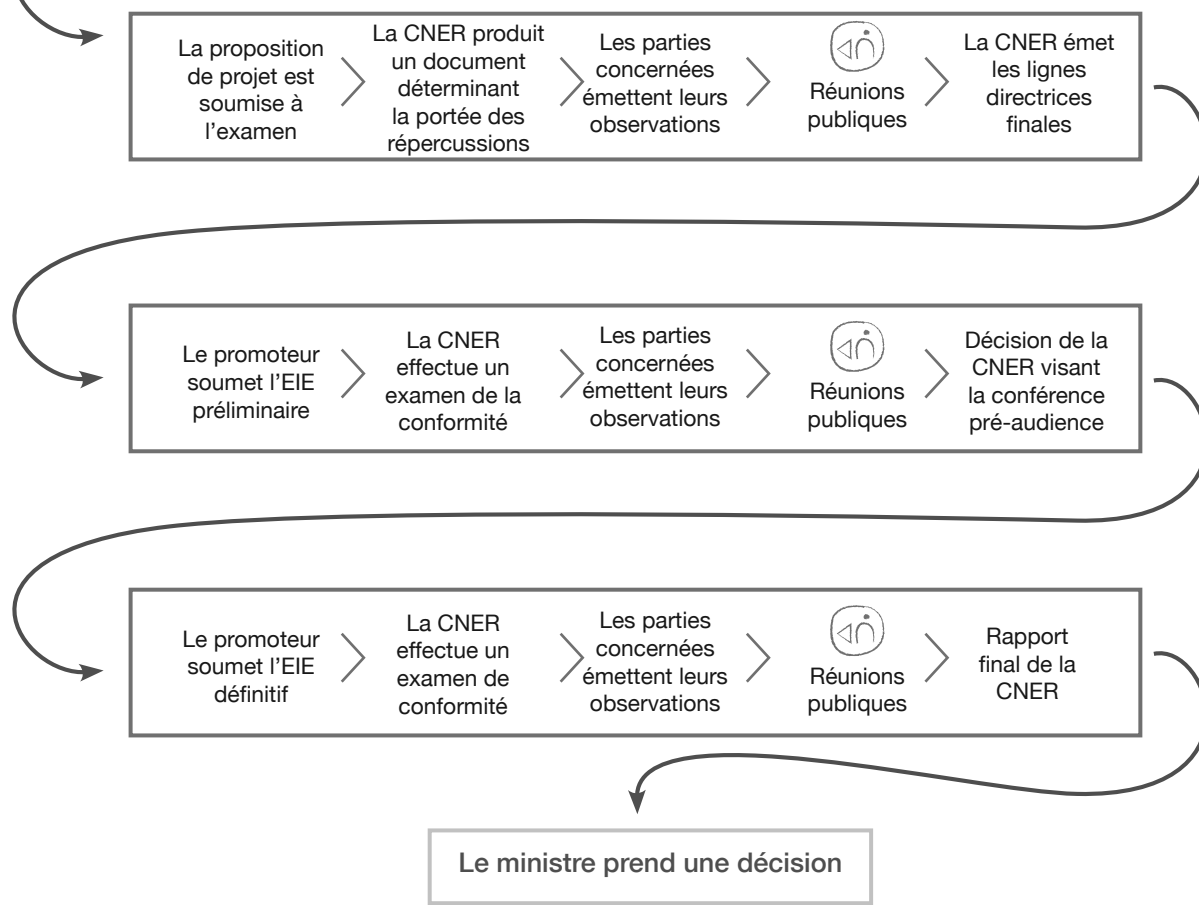 La proposition
de projet est
soumise à
l’examen
La CNER produit
un document
déterminant
la portée des
répercussions
Les parties
concernées
émettent leurs
observations
Réunions
publiques
La CNER émet
les lignes
directrices
finales
Le promoteur
soumet l’EIE
préliminaire
La CNER
effectue un
examen de la
conformité
Les parties
concernées
émettent leurs
observations
Réunions
publiques
Décision de la
CNER visant
la conférence
pré-audience
Le promoteur
soumet l’EIE
définitif
La CNER
effectue un
examen de
conformité
Les parties
concernées
émettent leurs
observations
Réunions
publiques
Rapport
final de la
CNER
Le ministre prend une décision